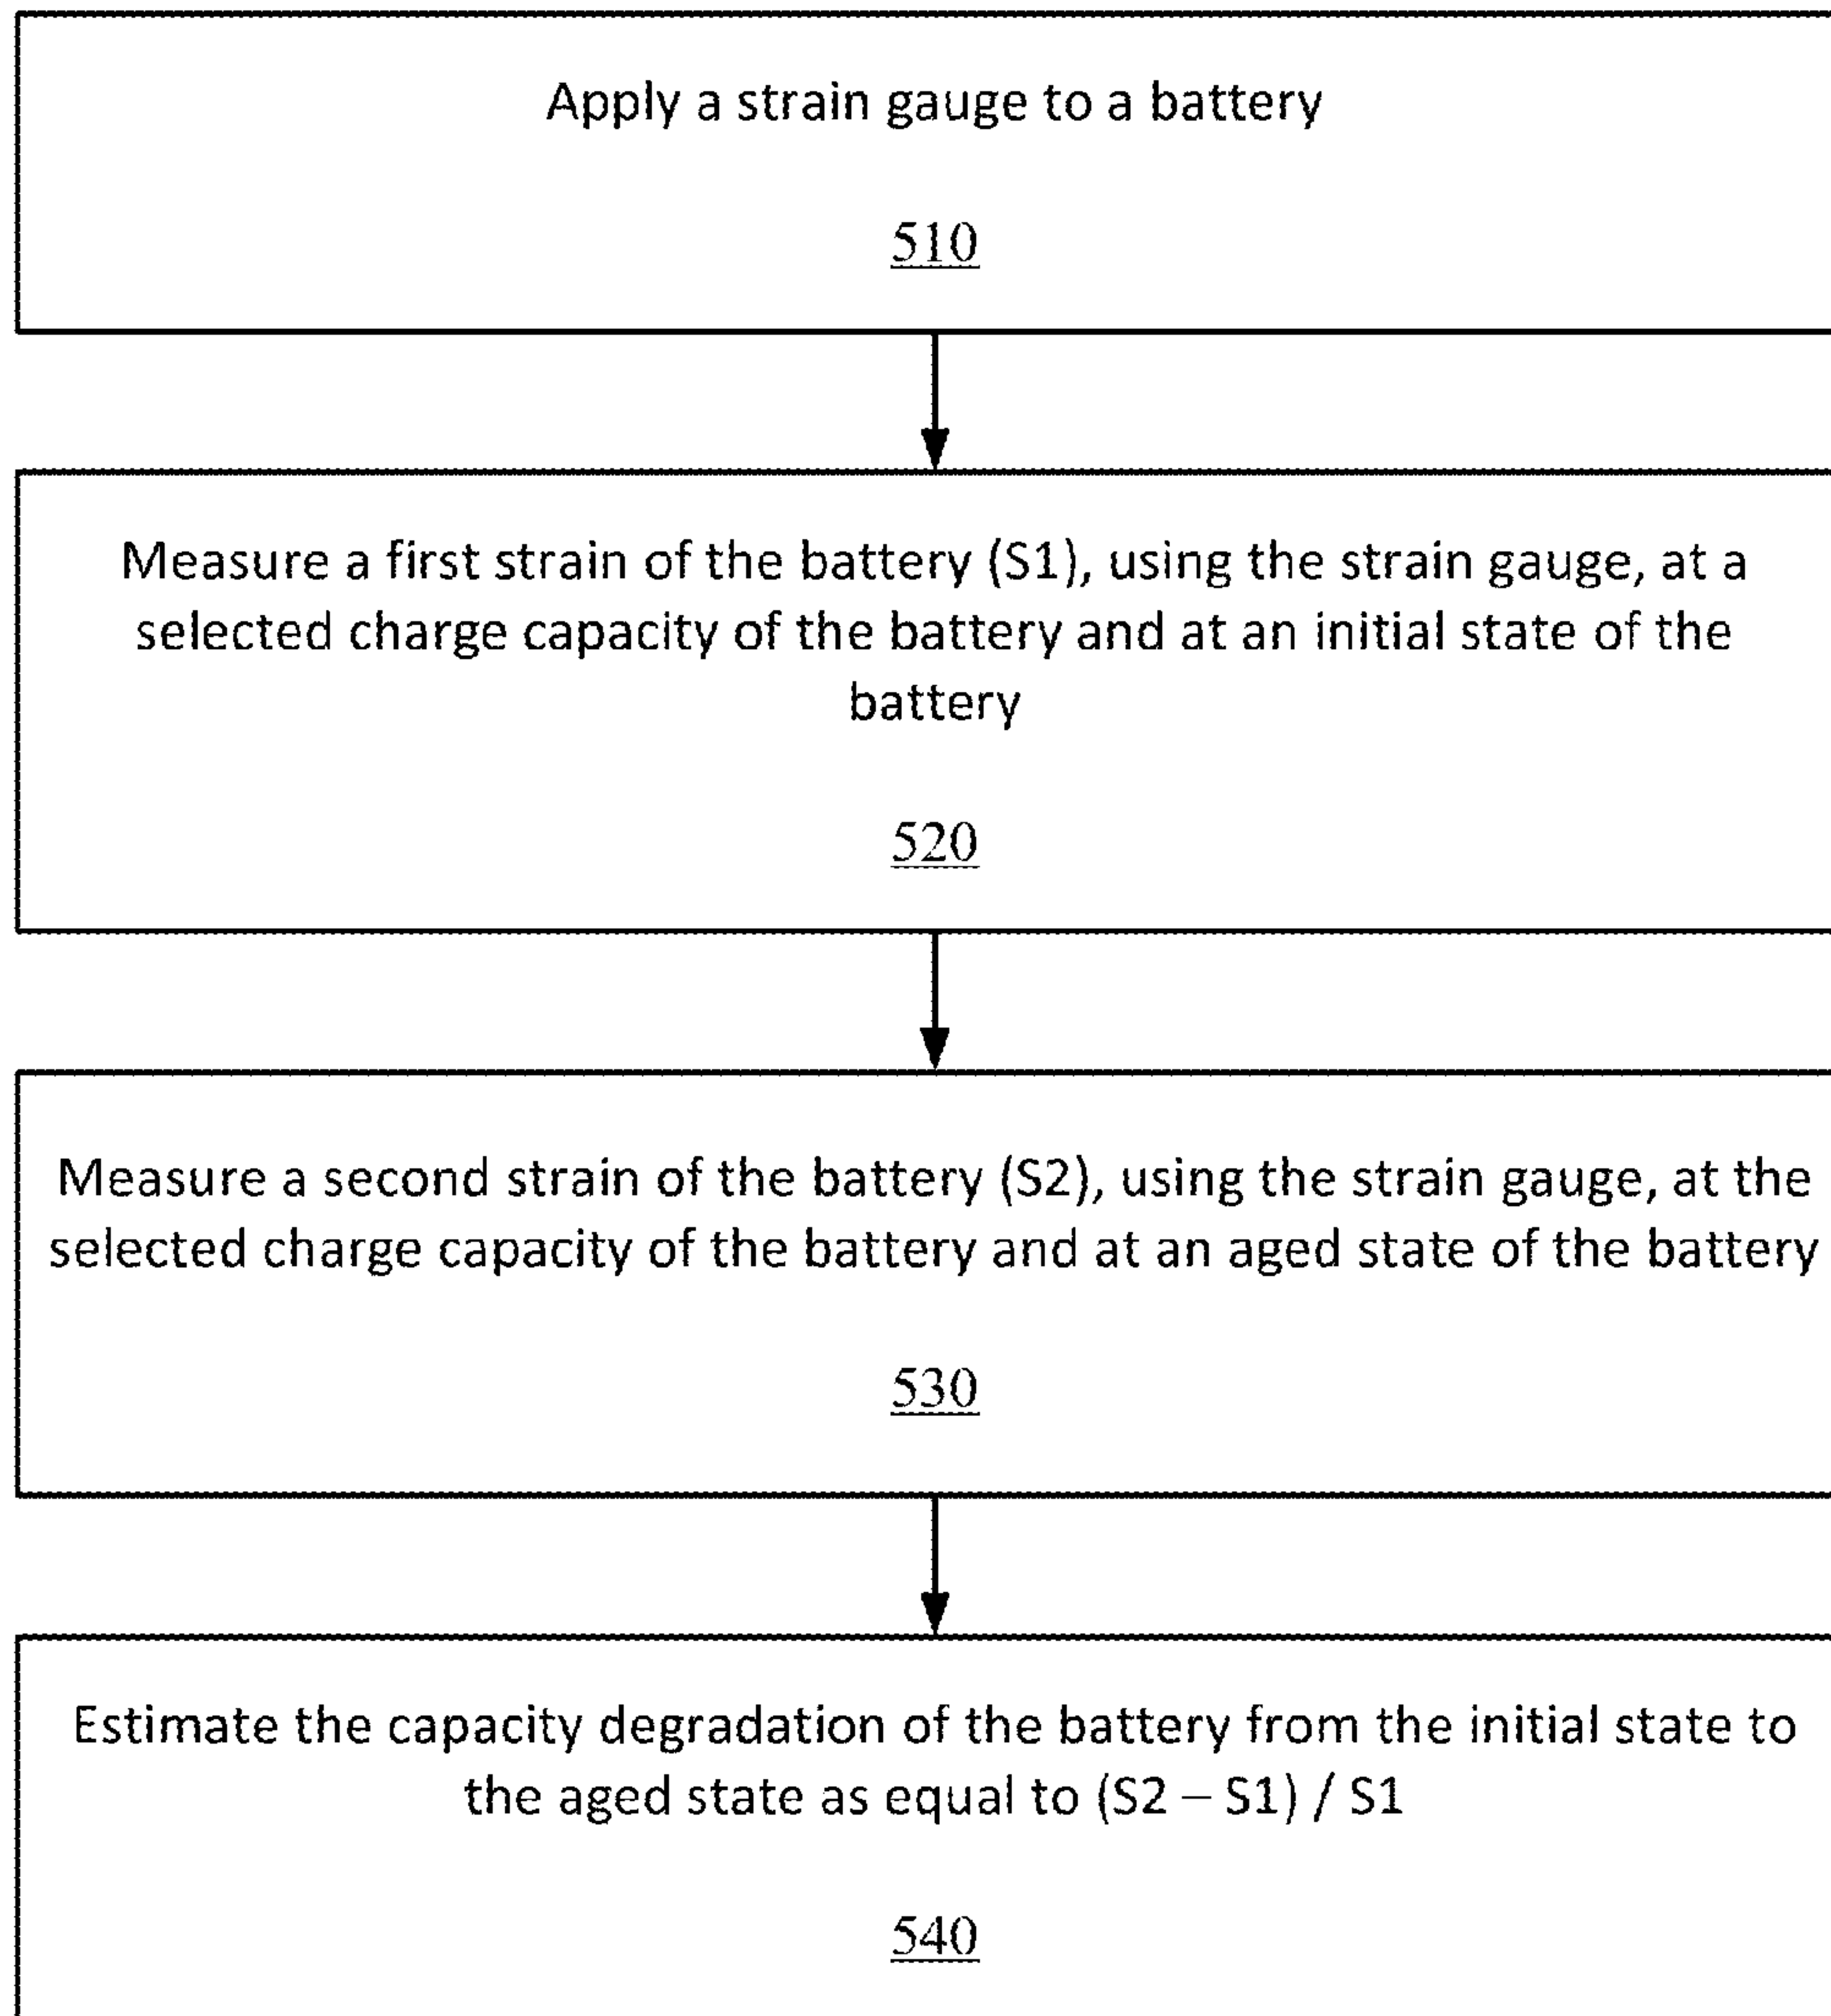 Apply a strain gauge to a battery
510
Measure a first strain of the battery (S1), using the strain gauge, at a
selected charge capacity of the battery and at an initial state of the
battery
520
Measure a second strain of the battery (S2), using the strain gauge, at the
selected charge capacity of the battery and at an aged state of the battery
530
Estimate the capacity degradation of the battery from the initial state to
the aged state as equal to (S2 – S1) / S1
540